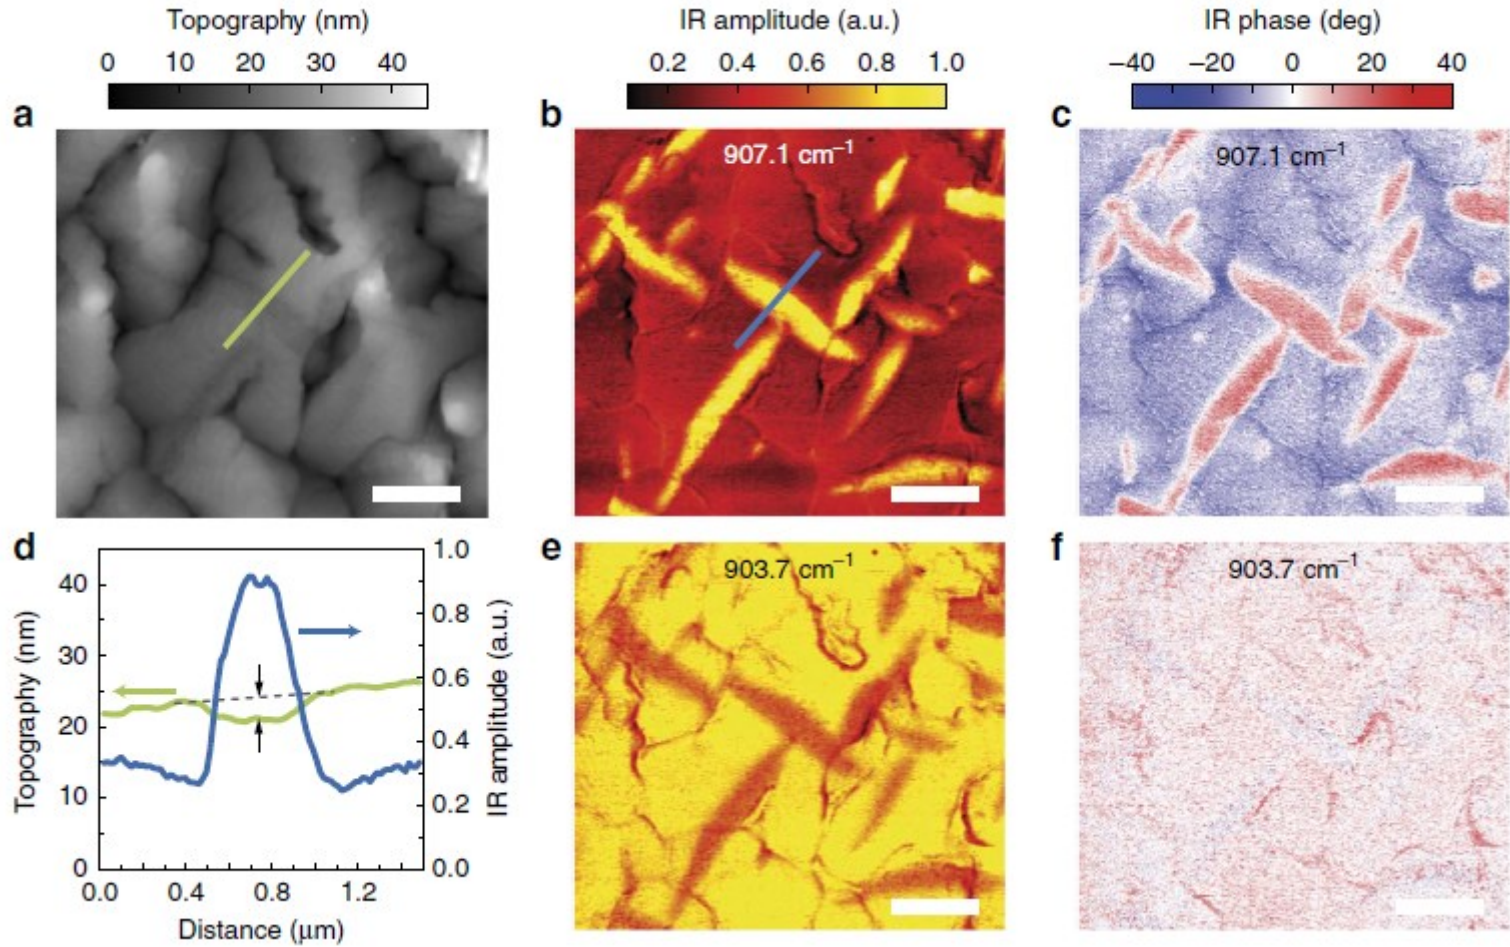 Topography (nm)
0 10 20 30 40
IR amplitude (a.u.)
0.2 0.4 0.6 0.8 1.0
IR phase (deg)
−40 −20 0 20 40
a
b
907.1 cm⁻¹
c
907.1 cm⁻¹
d
Topography (nm)
40
30
20
10
0
0.0 0.4 0.8 1.2
Distance (μm)
1.0
0.8
0.6
0.4
0.2
0.0
IR amplitude (a.u.)
e
903.7 cm⁻¹
f
903.7 cm⁻¹